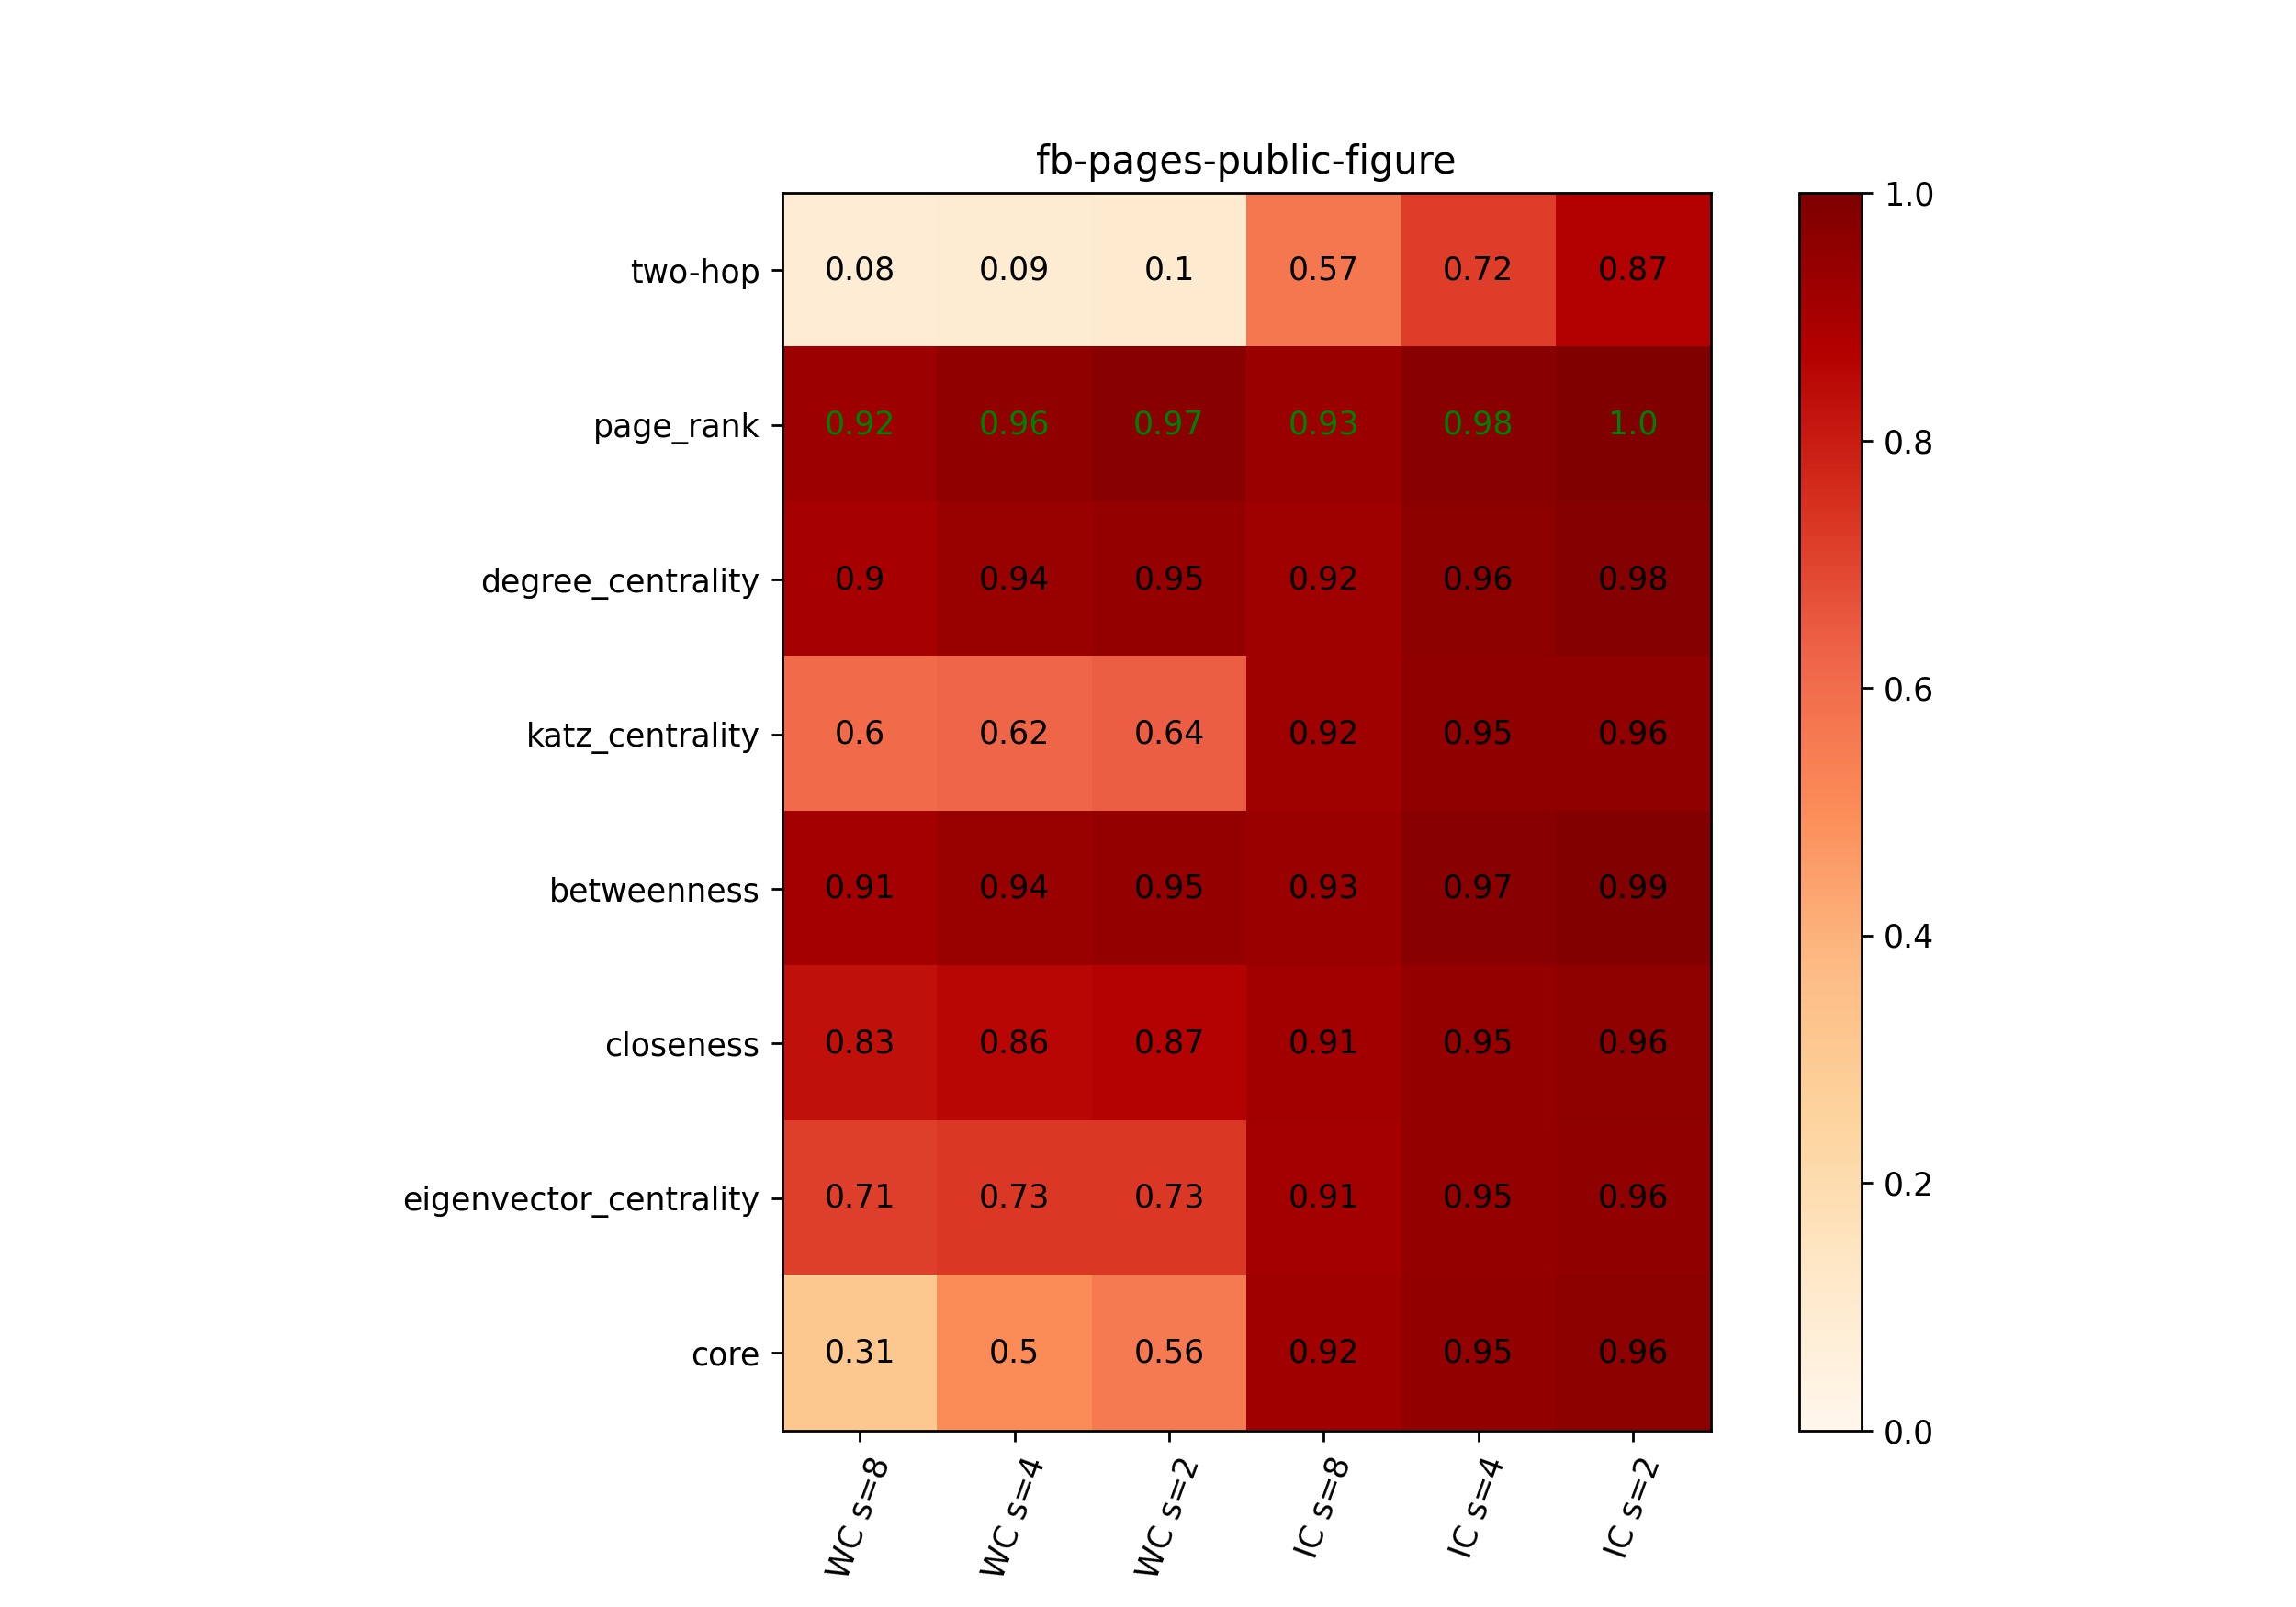 fb-pages-public-figure
two-hop 0.08 0.09 0.1 0.57 0.72 0.87
page_rank 0.92 0.96 0.97 0.93 0.98 1.0
degree_centrality 0.9 0.94 0.95 0.92 0.96 0.98
katz_centrality 0.6 0.62 0.64 0.92 0.95 0.96
betweenness 0.91 0.94 0.95 0.93 0.97 0.99
closeness 0.83 0.86 0.87 0.91 0.95 0.96
eigenvector_centrality 0.71 0.73 0.73 0.91 0.95 0.96
core 0.31 0.5 0.56 0.92 0.95 0.96
WC s=8 WC s=4 WC s=2 IC s=8 IC s=4 IC s=2
1.0
0.8
0.6
0.4
0.2
0.0